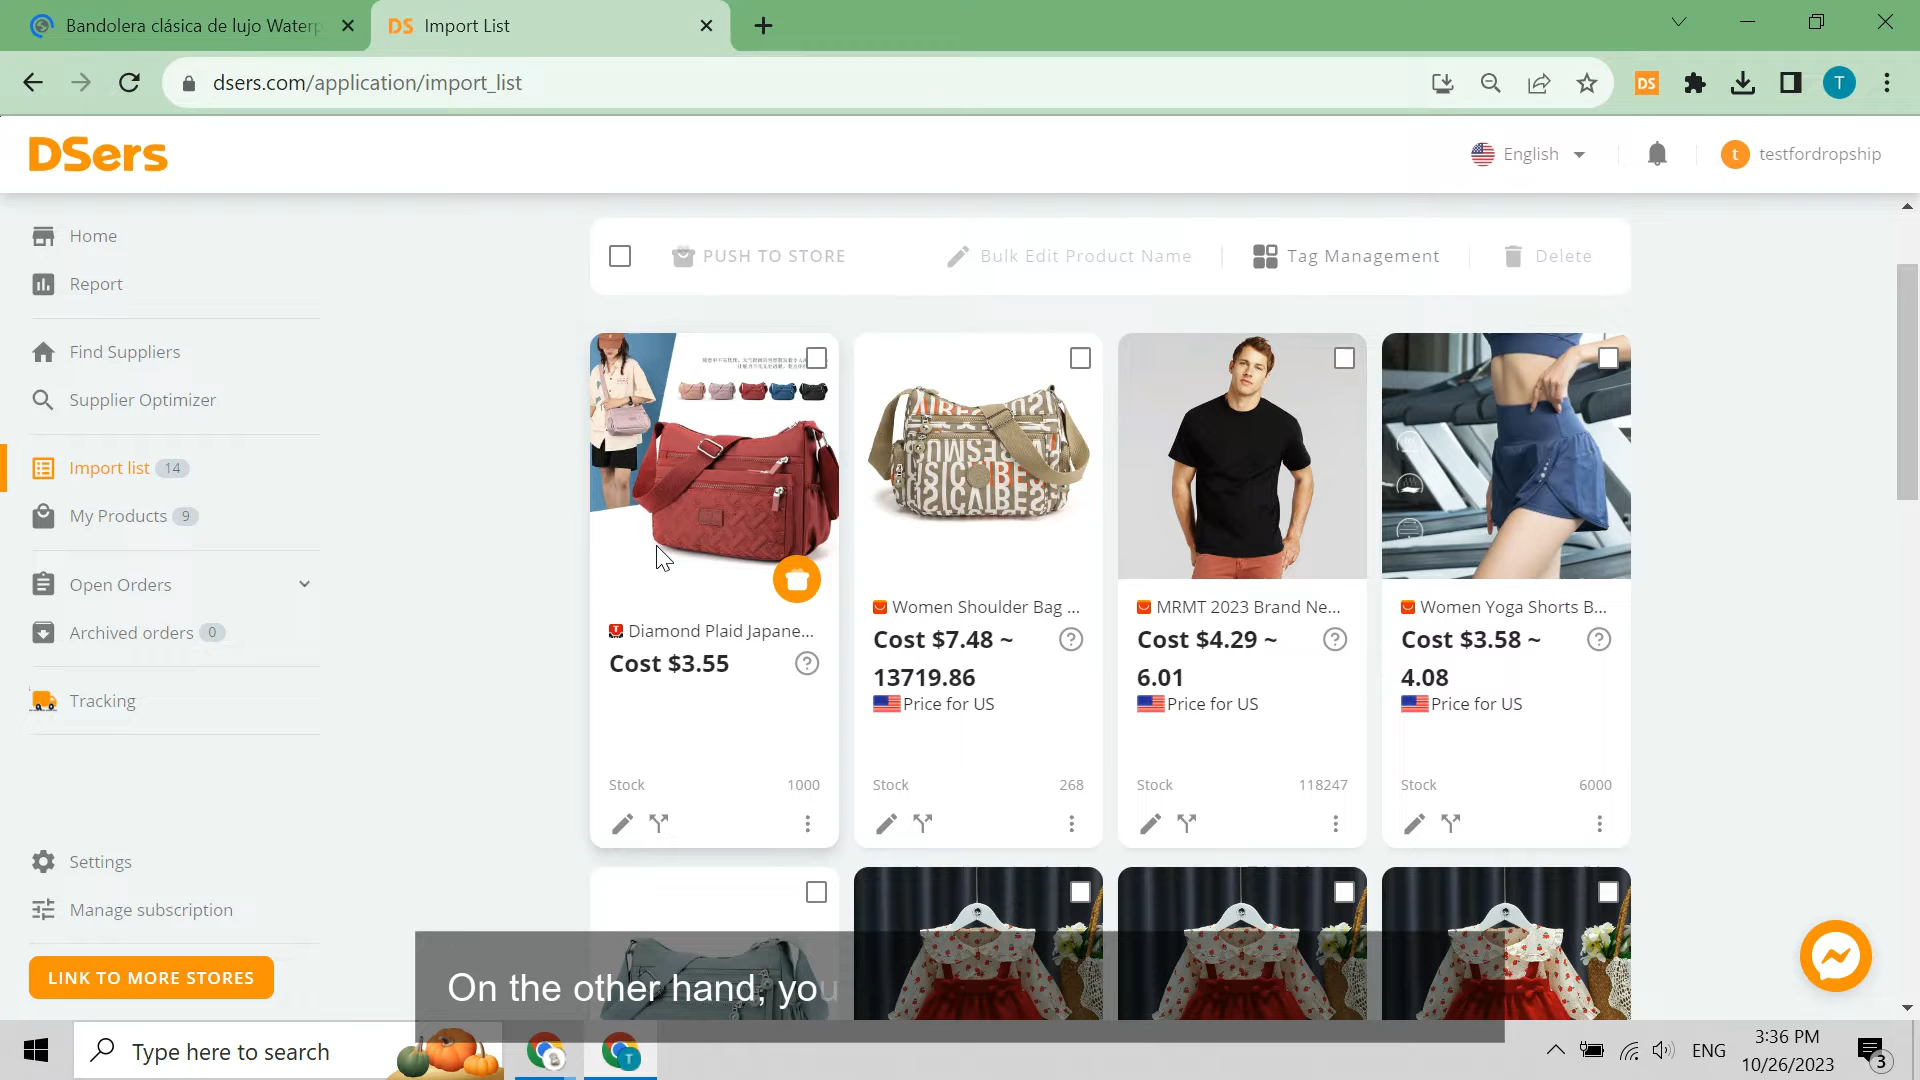 Bandolera clásica de lujo Waterp
DS Import List
dsers.com/application/import_list
DS
T
DSers
English
t testfordropship
Home
Report
Find Suppliers
Supplier Optimizer
Import list 14
My Products 9
Open Orders
Archived orders 0
Tracking
Settings
Manage subscription
LINK TO MORE STORES
PUSH TO STORE
Bulk Edit Product Name
Tag Management
Delete
Diamond Plaid Japane...
Cost $3.55
Stock 1000
Women Shoulder Bag ...
Cost $7.48 ~
13719.86
Price for US
Stock 268
MRMT 2023 Brand Ne...
Cost $4.29 ~
6.01
Price for US
Stock 118247
Women Yoga Shorts B...
Cost $3.58 ~
4.08
Price for US
Stock 6000
On the other hand, you
Type here to search
T
ENG
3:36 PM
10/26/2023
3